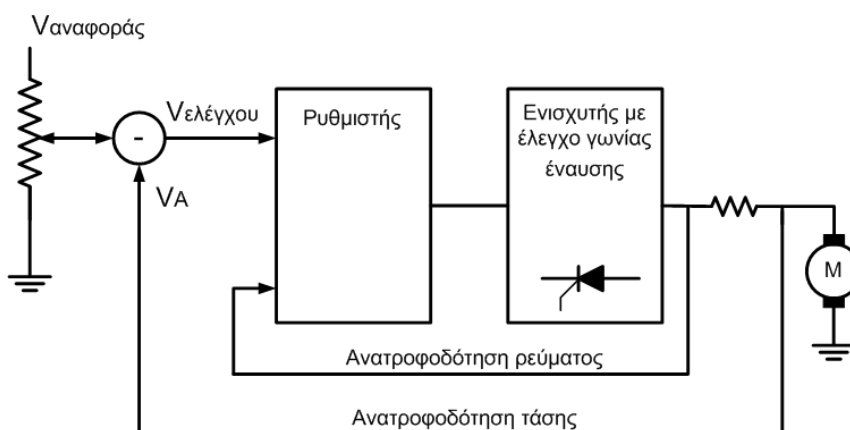 Vαναφοράς
Vελέγχου
Ρυθμιστής
Ενισχυτής με
έλεγχο γωνίας
έναυσης
-
VA
M
Ανατροφοδότηση ρεύματος
Ανατροφοδότηση τάσης